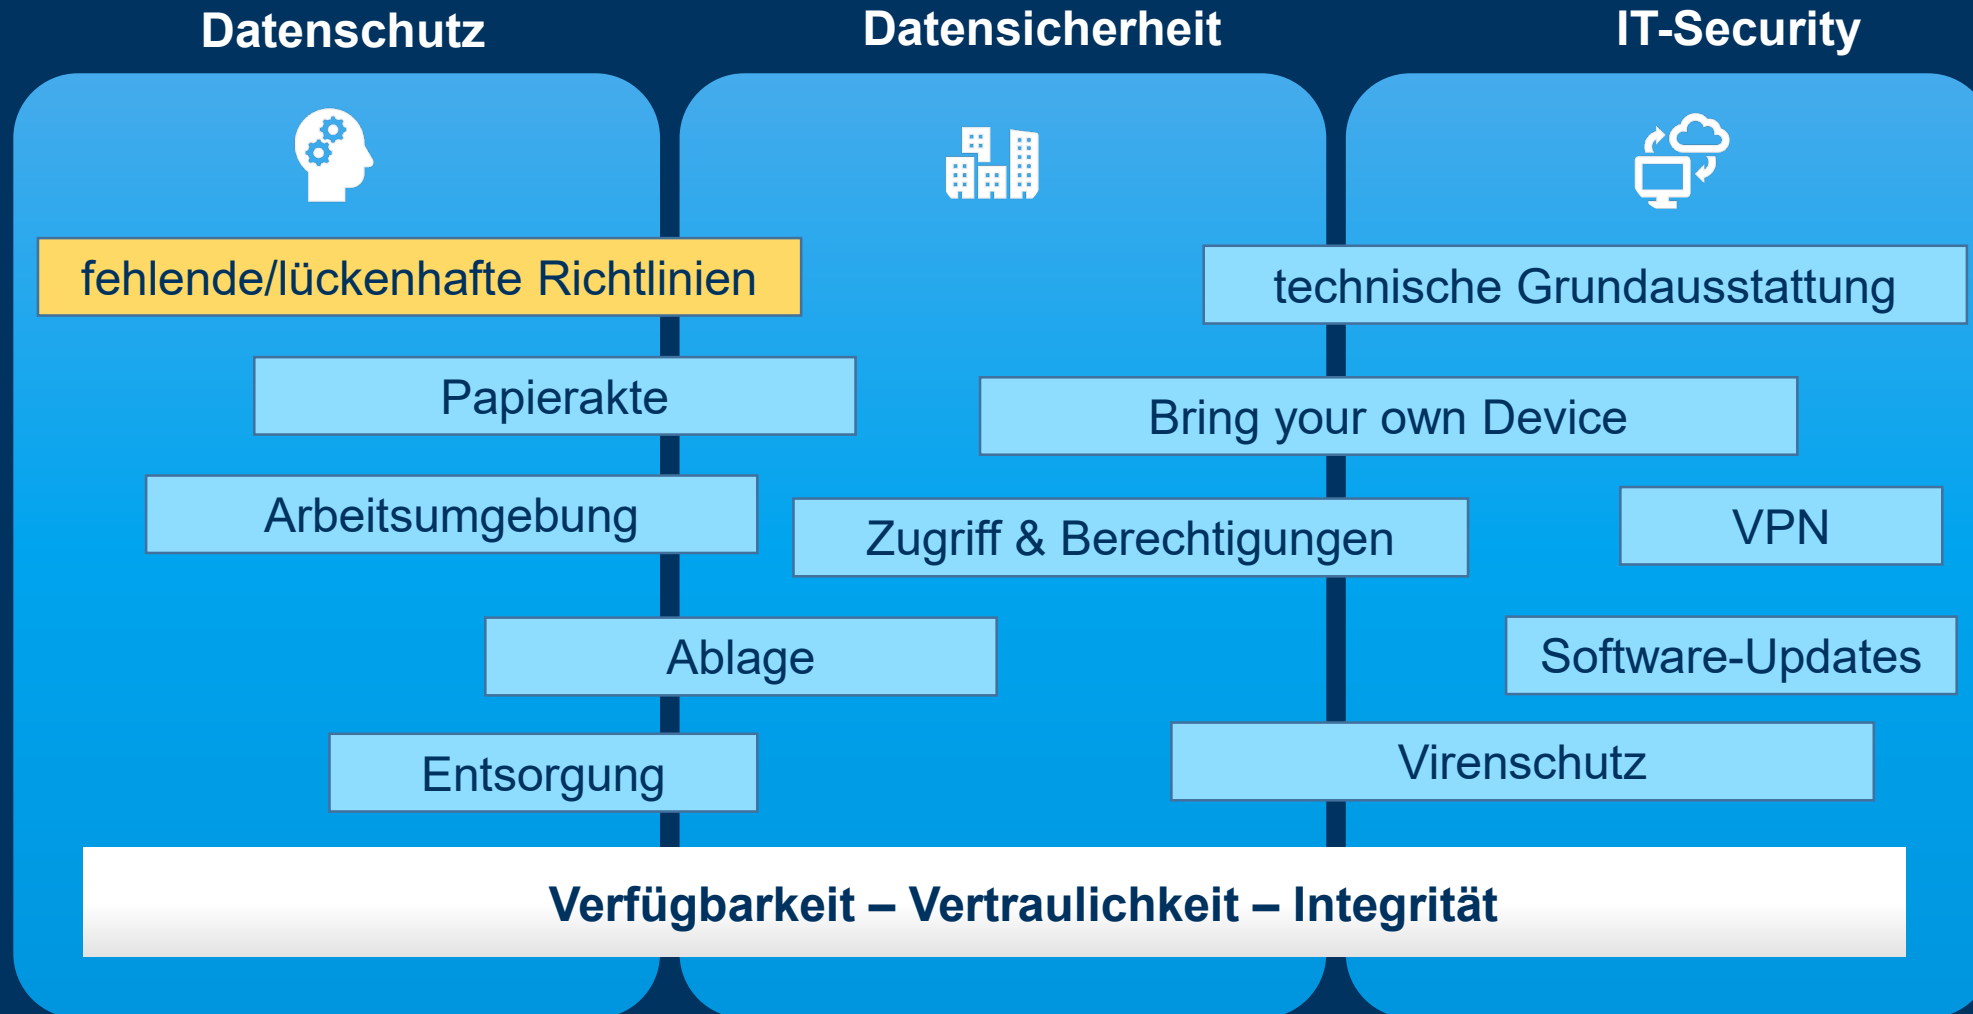 Datenschutz
Datensicherheit
IT-Security
fehlende/lückenhafte Richtlinien
technische Grundausstattung
Papierakte
Bring your own Device
Arbeitsumgebung
Zugriff & Berechtigungen
VPN
Ablage
Software-Updates
Entsorgung
Virenschutz
Verfügbarkeit – Vertraulichkeit – Integrität